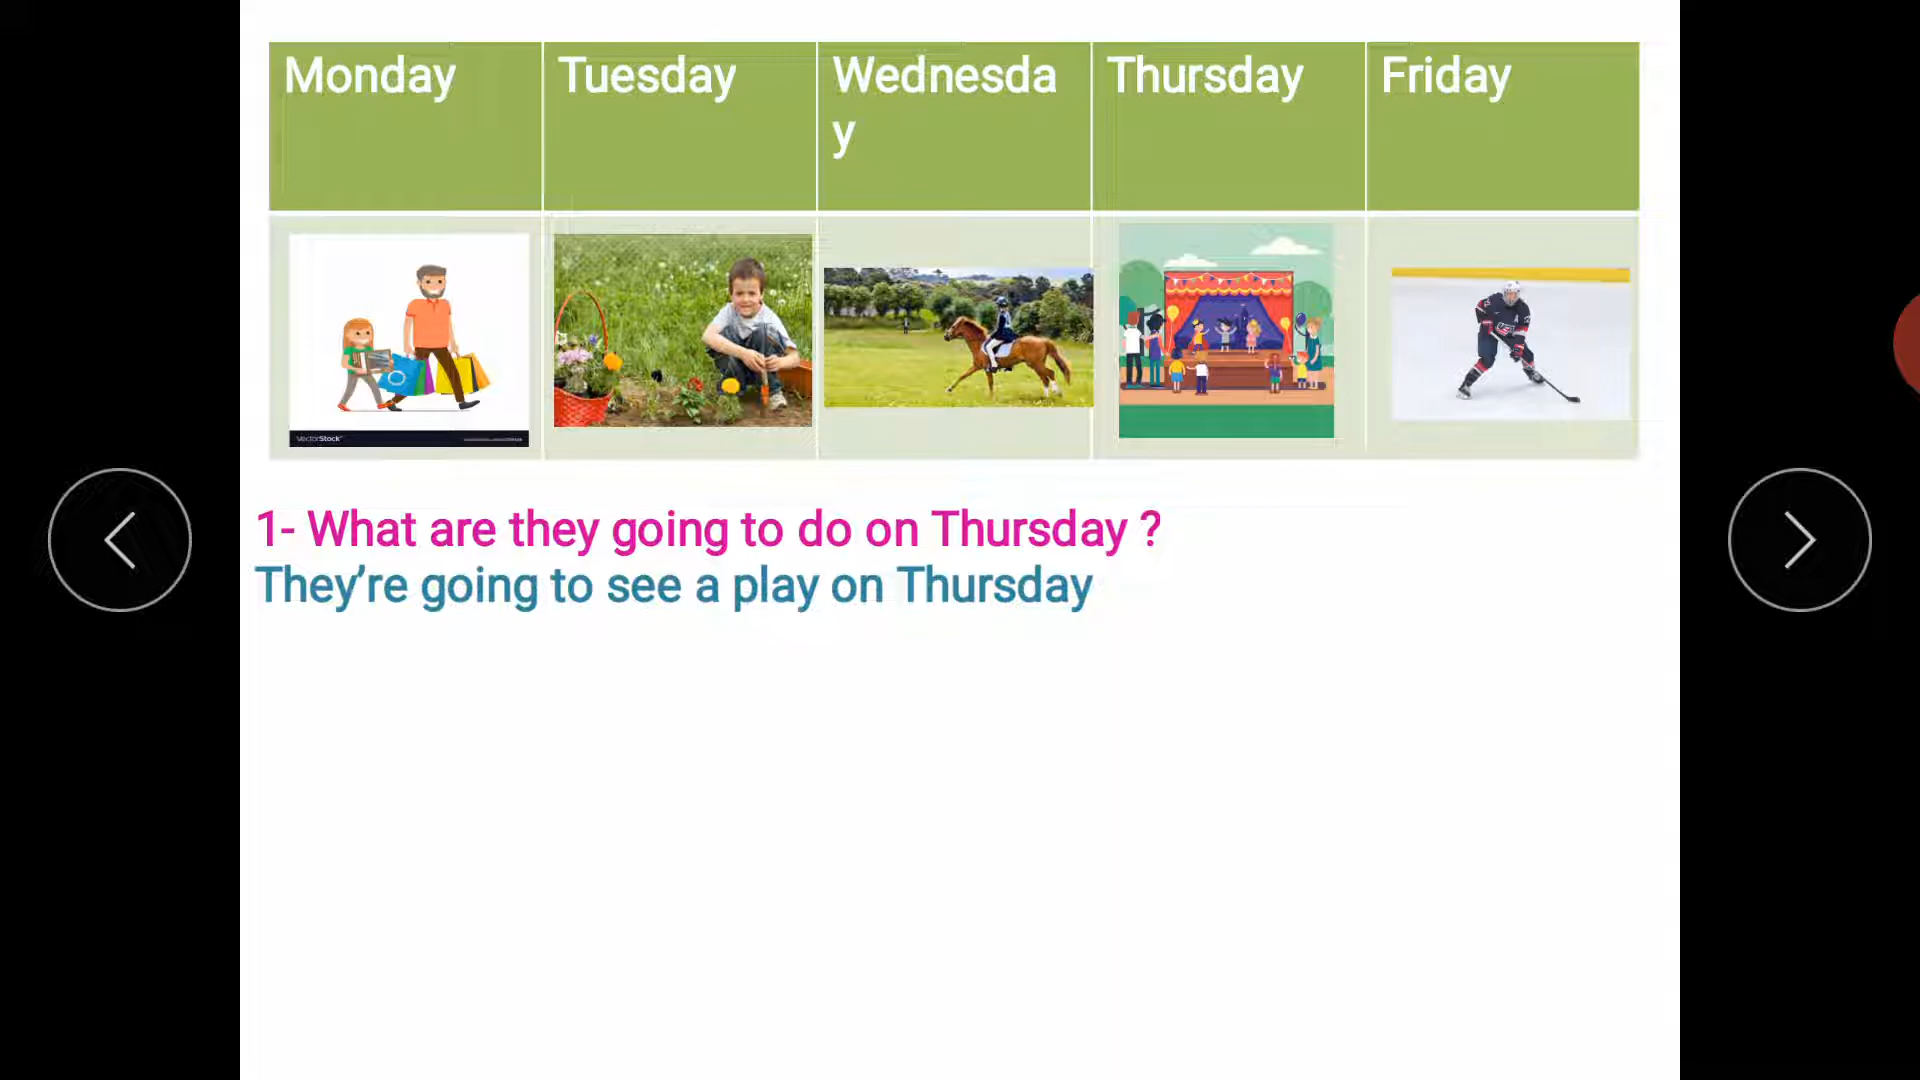 Monday
Tuesday
Wednesda
y
Thursday
Friday
VectorStock
1- What are they going to do on Thursday ?
They’re going to see a play on Thursday